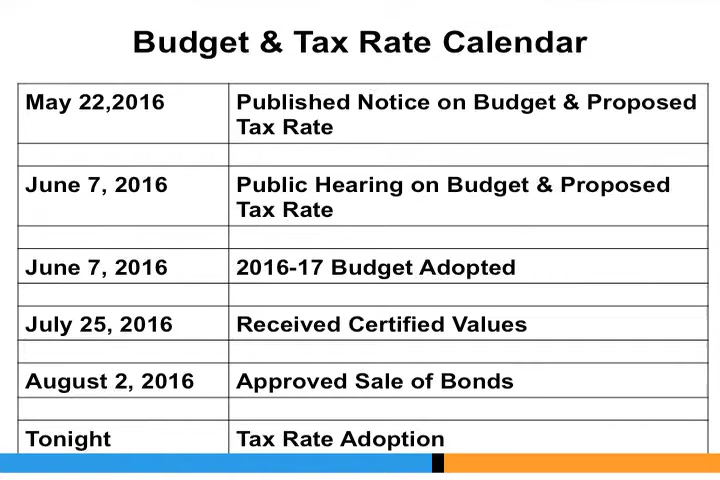 Budget & Tax Rate Calendar
May 22,2016 Published Notice on Budget & Proposed
Tax Rate
June 7, 2016 Public Hearing on Budget & Proposed
Tax Rate
June 7, 2016 2016-17 Budget Adopted
July 25, 2016 Received Certified Values
August 2, 2016 Approved Sale of Bonds
Tonight Tax Rate Adoption